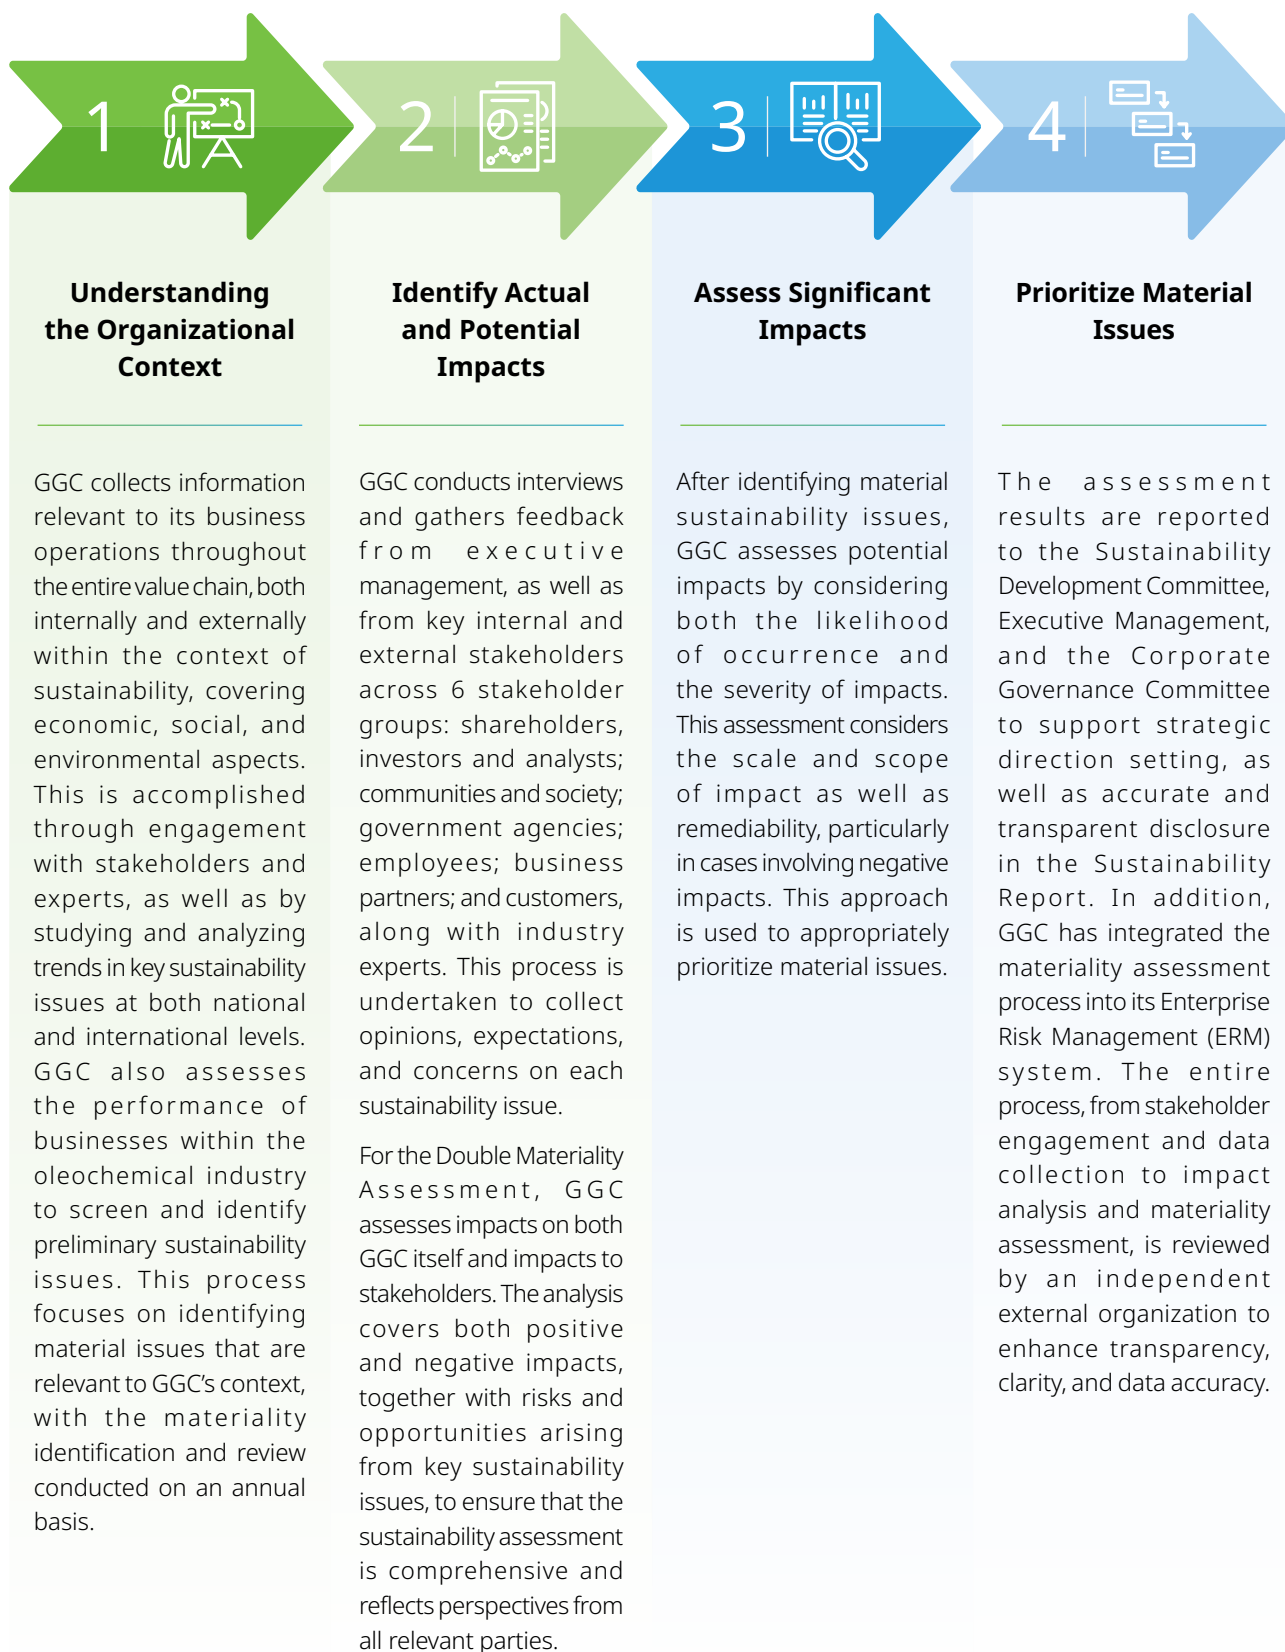 1
Understanding
the Organizational
Context
GGC collects information
relevant to its business
operations throughout
the entire value chain, both
internally and externally
within the context of
sustainability, covering
economic, social, and
environmental aspects.
This is accomplished
through engagement
with stakeholders and
experts, as well as by
studying and analyzing
trends in key sustainability
issues at both national
and international levels.
GGC also assesses
the performance of
businesses within the
oleochemical industry
to screen and identify
preliminary sustainability
issues. This process
focuses on identifying
material issues that are
relevant to GGC’s context,
with the materiality
identification and review
conducted on an annual
basis.
2
Identify Actual
and Potential
Impacts
GGC conducts interviews
and gathers feedback
from executive
management, as well as
from key internal and
external stakeholders
across 6 stakeholder
groups: shareholders,
investors and analysts;
communities and society;
government agencies;
employees; business
partners; and customers,
along with industry
experts. This process is
undertaken to collect
opinions, expectations,
and concerns on each
sustainability issue.
For the Double Materiality
Assessment, GGC
assesses impacts on both
GGC itself and impacts to
stakeholders. The analysis
covers both positive
and negative impacts,
together with risks and
opportunities arising
from key sustainability
issues, to ensure that the
sustainability assessment
is comprehensive and
reflects perspectives from
all relevant parties.
3
Assess Significant
Impacts
After identifying material
sustainability issues,
GGC assesses potential
impacts by considering
both the likelihood
of occurrence and
the severity of impacts.
This assessment considers
the scale and scope
of impact as well as
remediability, particularly
in cases involving negative
impacts. This approach
is used to appropriately
prioritize material issues.
4
Prioritize Material
Issues
The assessment
results are reported
to the Sustainability
Development Committee,
Executive Management,
and the Corporate
Governance Committee
to support strategic
direction setting, as
well as accurate and
transparent disclosure
in the Sustainability
Report. In addition,
GGC has integrated the
materiality assessment
process into its Enterprise
Risk Management (ERM)
system. The entire
process, from stakeholder
engagement and data
collection to impact
analysis and materiality
assessment, is reviewed
by an independent
external organization to
enhance transparency,
clarity, and data accuracy.